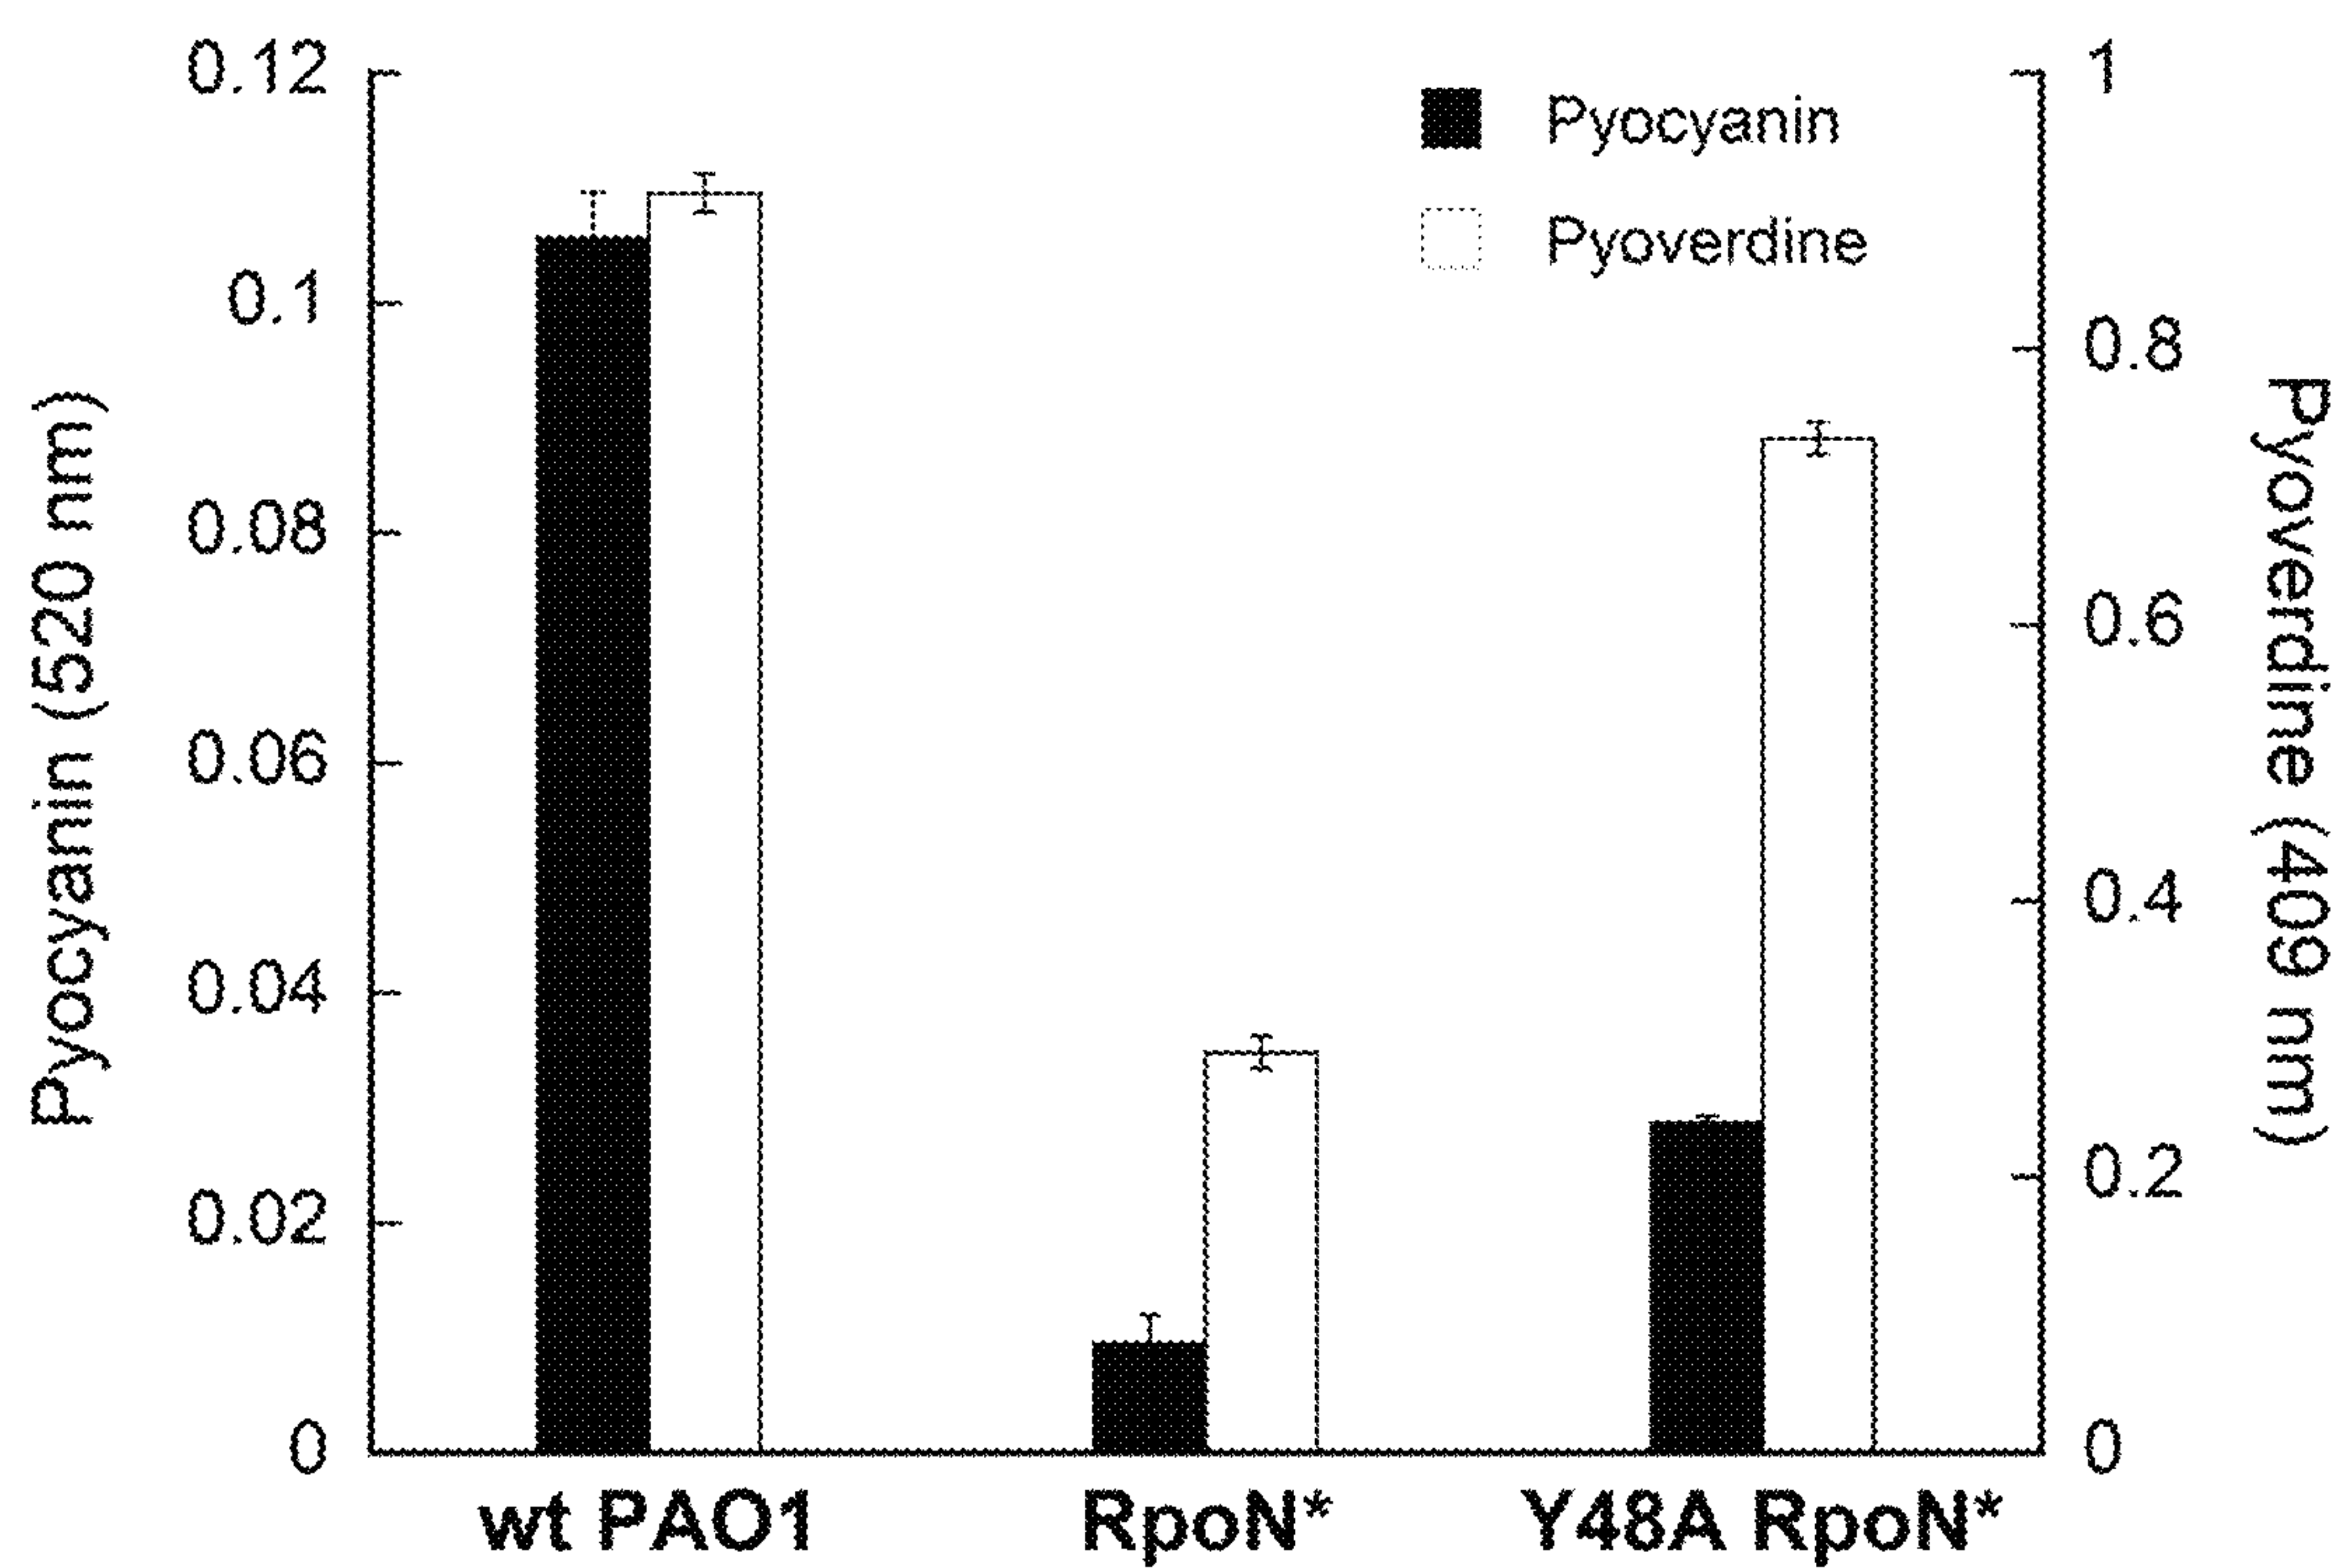 Pyocyanin (520 nm)
0.12
0.1
0.08
0.06
0.04
0.02
0
Pyocyanin
Pyoverdine
1
0.8
0.6
0.4
0.2
0
Pyoverdine (409 nm)
wt PAO1
RpoN*
Y48A RpoN*